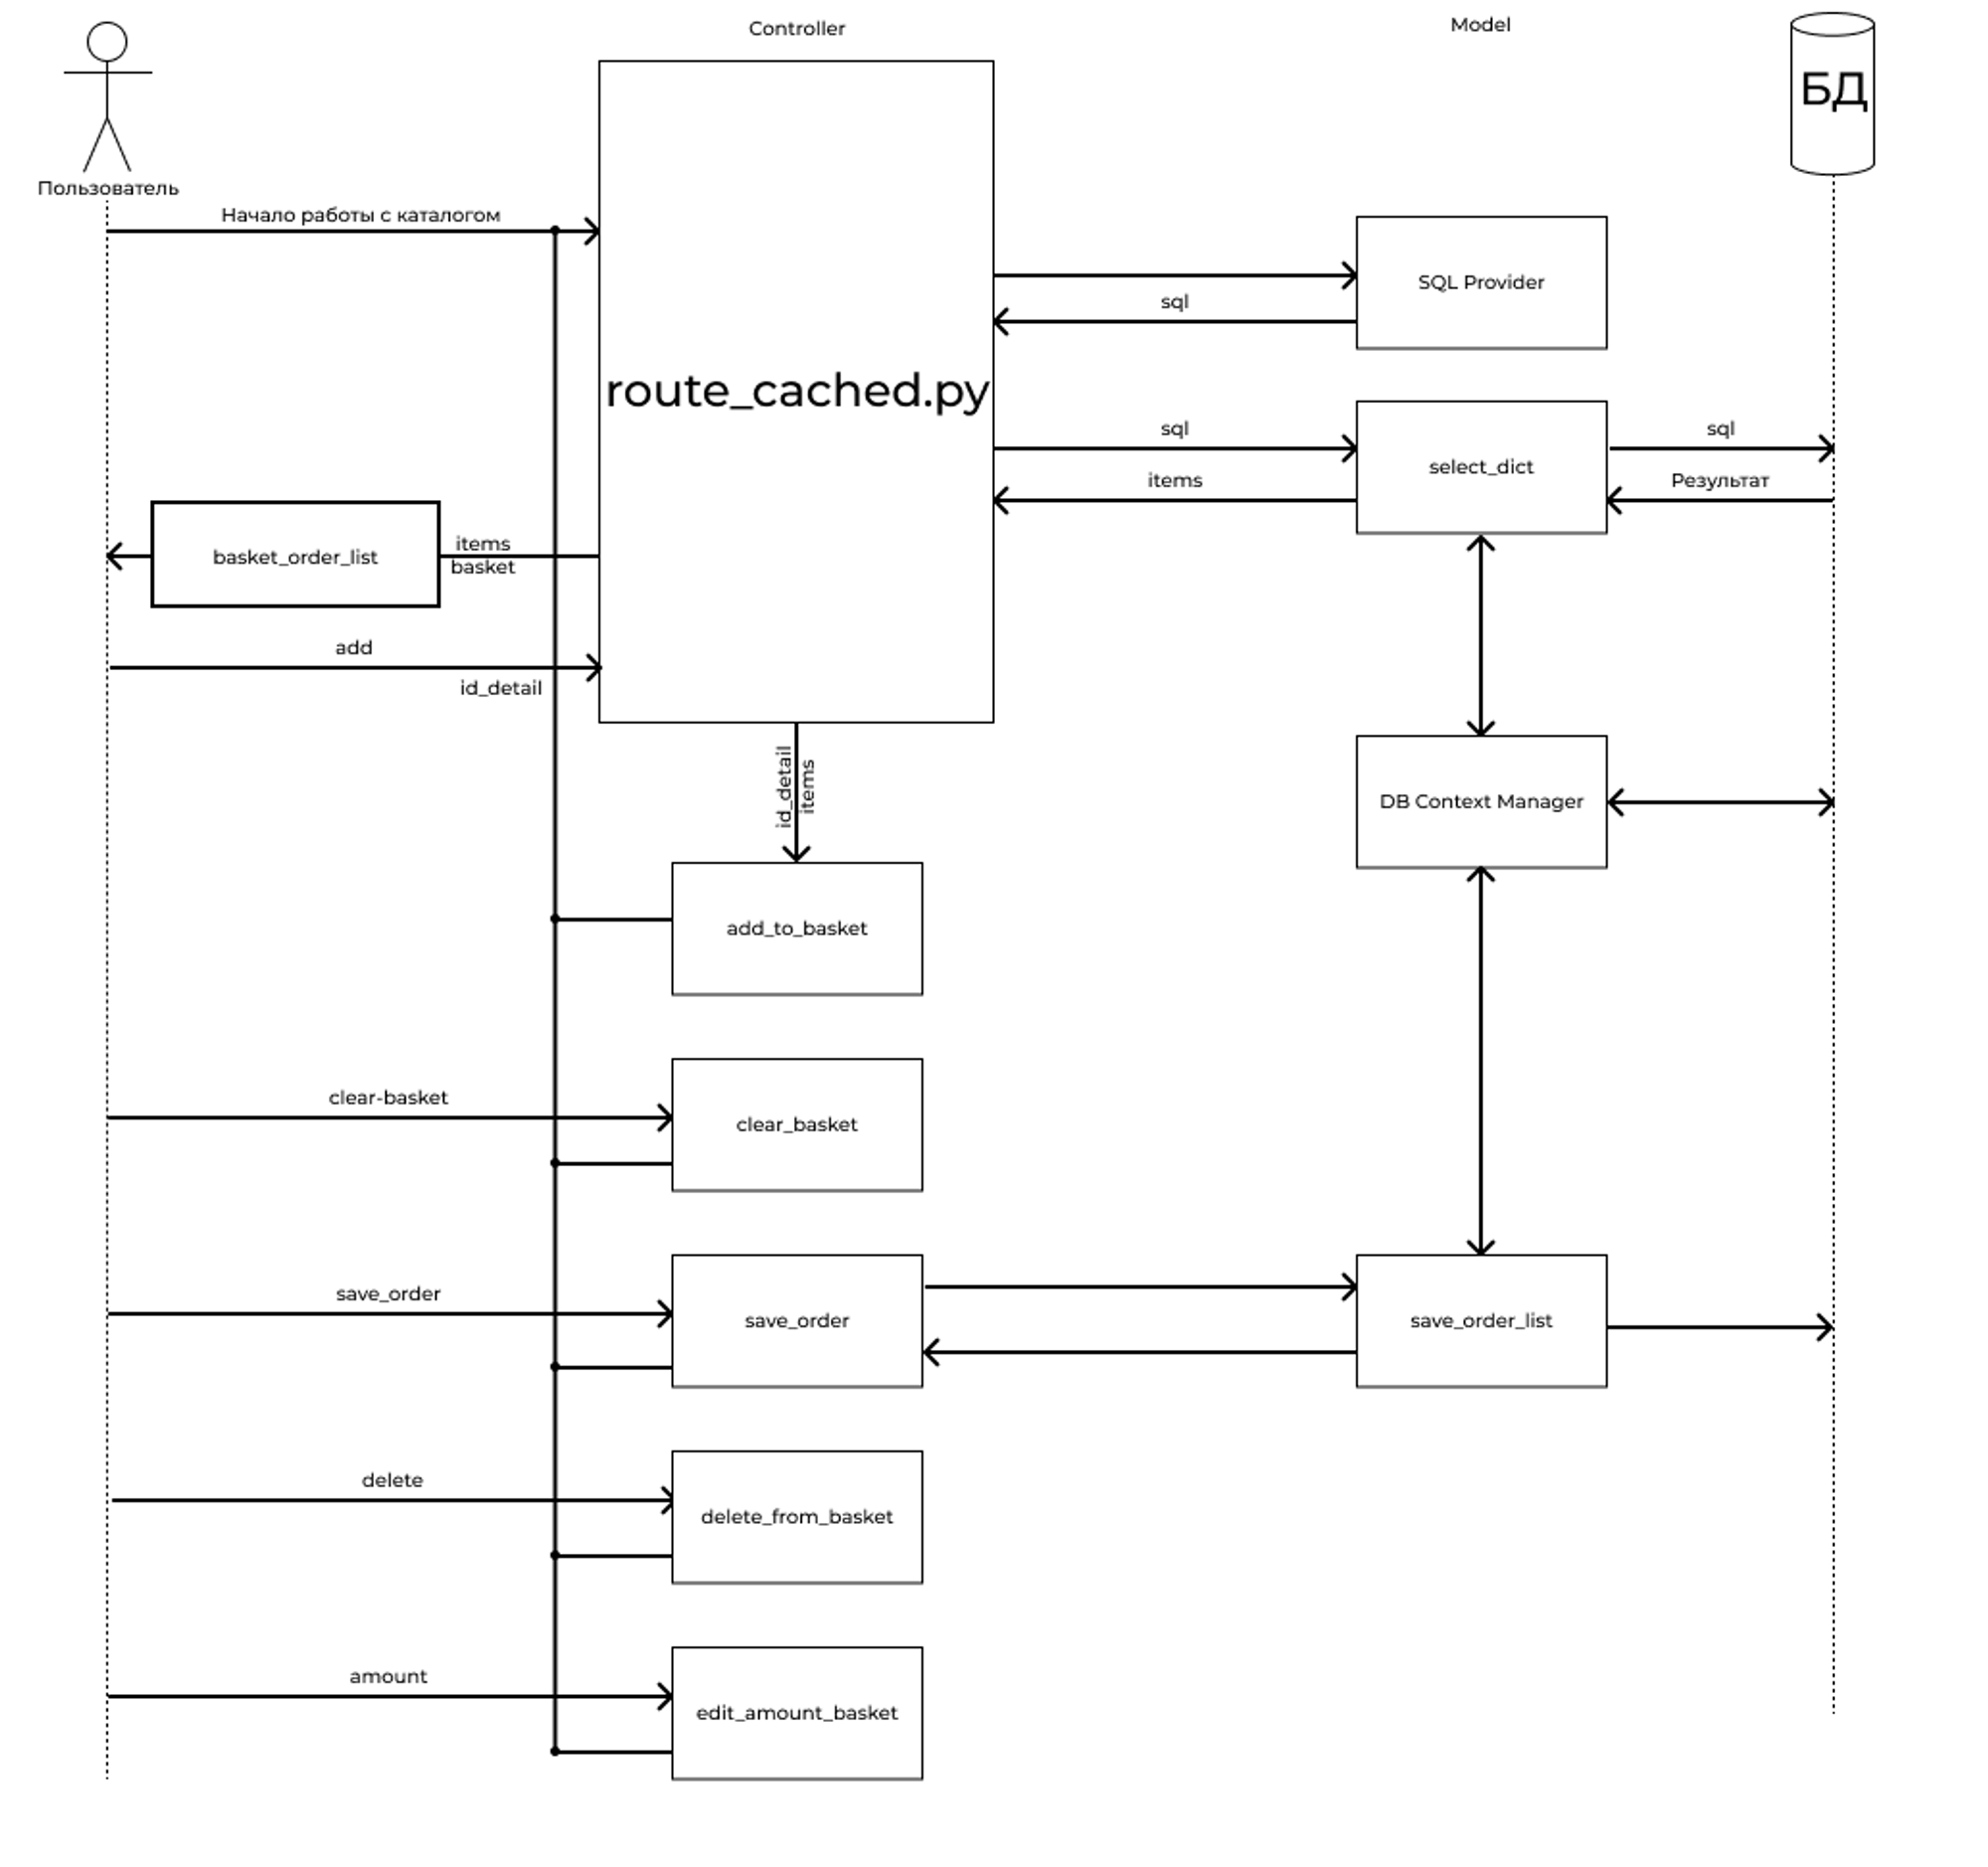 Controller
Model
БД
Пользователь
Начало работы с каталогом
SQL Provider
sql
route_cached.py
sql
sql
select_dict
items
Результат
items
basket_order_list
basket
add
id_detail
id_detail
items
DB Context Manager
add_to_basket
clear-basket
clear_basket
save_order
save_order
save_order_list
delete
delete_from_basket
amount
edit_amount_basket